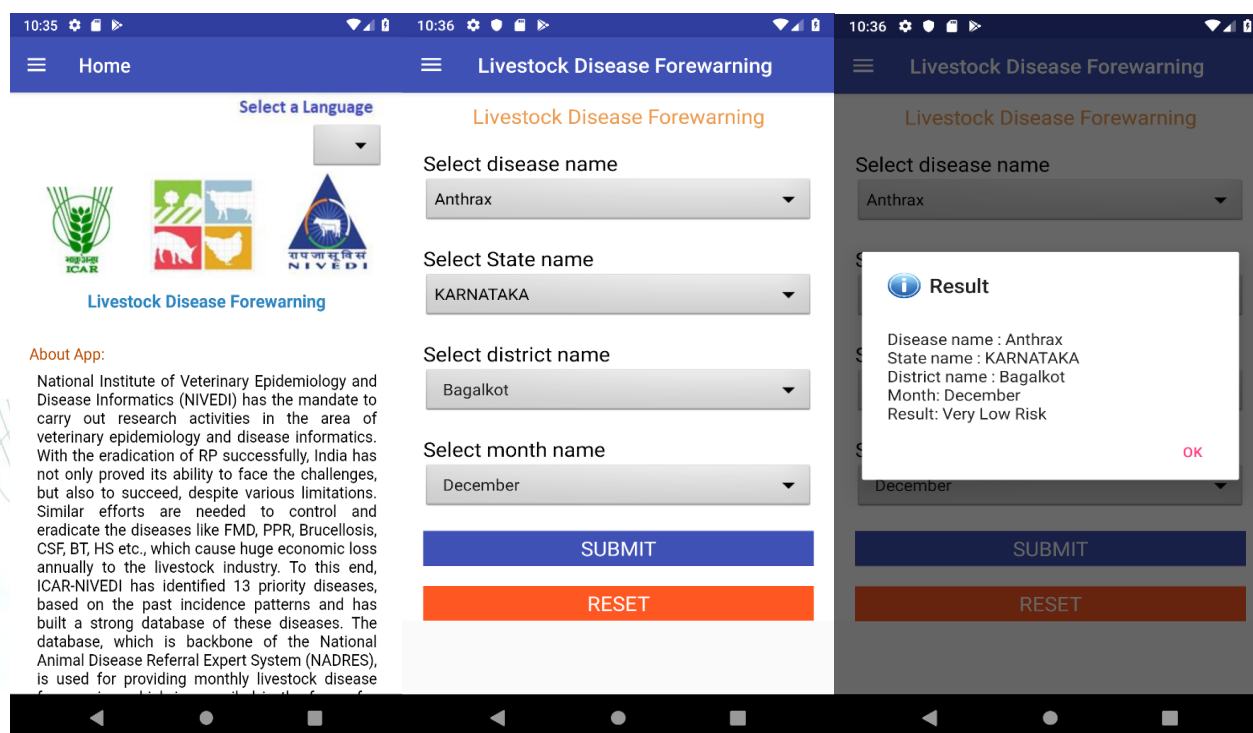 10:35
Home
Select a Language
भाकृअनुप
ICAR
रा प जा सू वि सं
NIVEDI
Livestock Disease Forewarning
About App:
National Institute of Veterinary Epidemiology and
Disease Informatics (NIVEDI) has the mandate to
carry out research activities in the area of
veterinary epidemiology and disease informatics.
With the eradication of RP successfully, India has
not only proved its ability to face the challenges,
but also to succeed, despite various limitations.
Similar efforts are needed to control and
eradicate the diseases like FMD, PPR, Brucellosis,
CSF, BT, HS etc., which cause huge economic loss
annually to the livestock industry. To this end,
ICAR-NIVEDI has identified 13 priority diseases,
based on the past incidence patterns and has
built a strong database of these diseases. The
database, which is backbone of the National
Animal Disease Referral Expert System (NADRES),
is used for providing monthly livestock disease
10:36
Livestock Disease Forewarning
Livestock Disease Forewarning
Select disease name
Anthrax
Select State name
KARNATAKA
Select district name
Bagalkot
Select month name
December
SUBMIT
RESET
10:36
Livestock Disease Forewarning
Livestock Disease Forewarning
Select disease name
Anthrax
Result
Disease name : Anthrax
State name : KARNATAKA
District name : Bagalkot
Month: December
Result: Very Low Risk
OK
December
SUBMIT
RESET